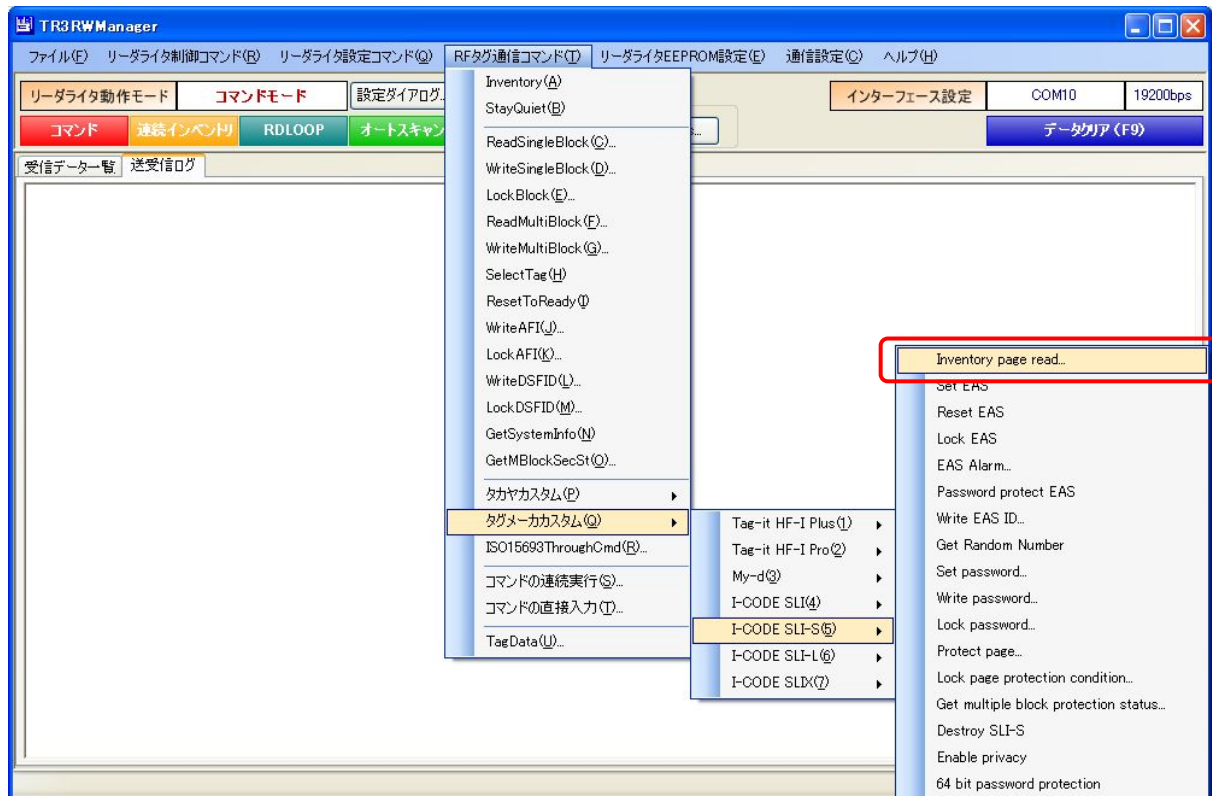 TR3RWManager
ファイル(F) リーダライタ制御コマンド(R) リーダライタ設定コマンド(Q) RFタグ通信コマンド(T) リーダライタEEPROM設定(E) 通信設定(C) ヘルプ(H)
リーダライタ動作モード コマンドモード 設定ダイアログ... インターフェース設定 COM10 19200bps
コマンド 連続インベントリ RDLOOP オートスキャン データクリア (F9)
受信データ一覧 送受信ログ
Inventory(A)
StayQuiet(B)
ReadSingleBlock(C)...
WriteSingleBlock(D)...
LockBlock(E)...
ReadMultiBlock(F)...
WriteMultiBlock(G)...
SelectTag(H)
ResetToReady(I)
WriteAFI(J)...
LockAFI(K)...
WriteDSFID(L)...
LockDSFID(M)...
GetSystemInfo(N)
GetMBlockSecSt(O)...
タカヤカスタム(P)
タグメーカカスタム(Q)
ISO15693ThroughCmd(R)...
コマンドの連続実行(S)...
コマンドの直接入力(T)...
TagData(U)...
Tag-it HF-I Plus(1)
Tag-it HF-I Pro(2)
My-d(3)
I-CODE SLI(4)
I-CODE SLI-S(5)
I-CODE SLI-L(6)
I-CODE SLIX(7)
Inventory page read...
Set EAS
Reset EAS
Lock EAS
EAS Alarm...
Password protect EAS
Write EAS ID...
Get Random Number
Set password...
Write password...
Lock password...
Protect page...
Lock page protection condition...
Get multiple block protection status...
Destroy SLI-S
Enable privacy
64 bit password protection